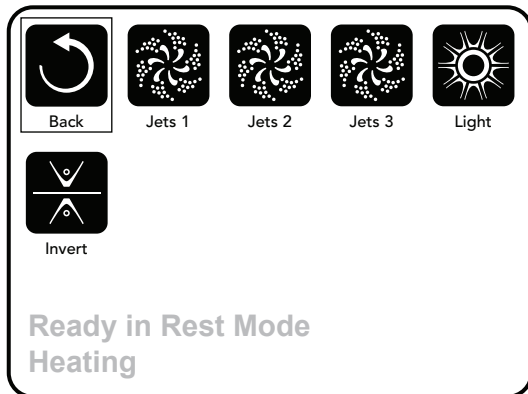 Back
Jets 1
Jets 2
Jets 3
Light
Invert
Ready in Rest Mode
Heating